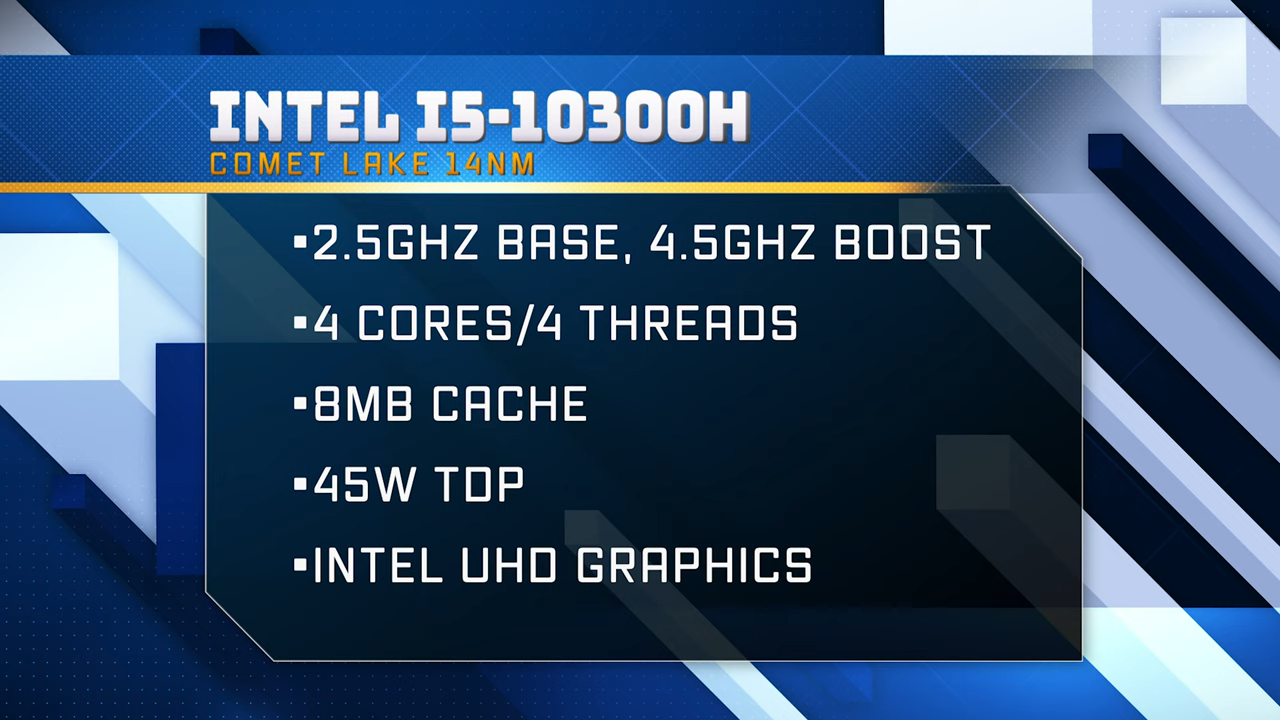 INTEL I5-10300H
COMET LAKE 14NM
▪2.5GHZ BASE, 4.5GHZ BOOST
▪4 CORES/4 THREADS
▪8MB CACHE
▪45W TDP
▪INTEL UHD GRAPHICS